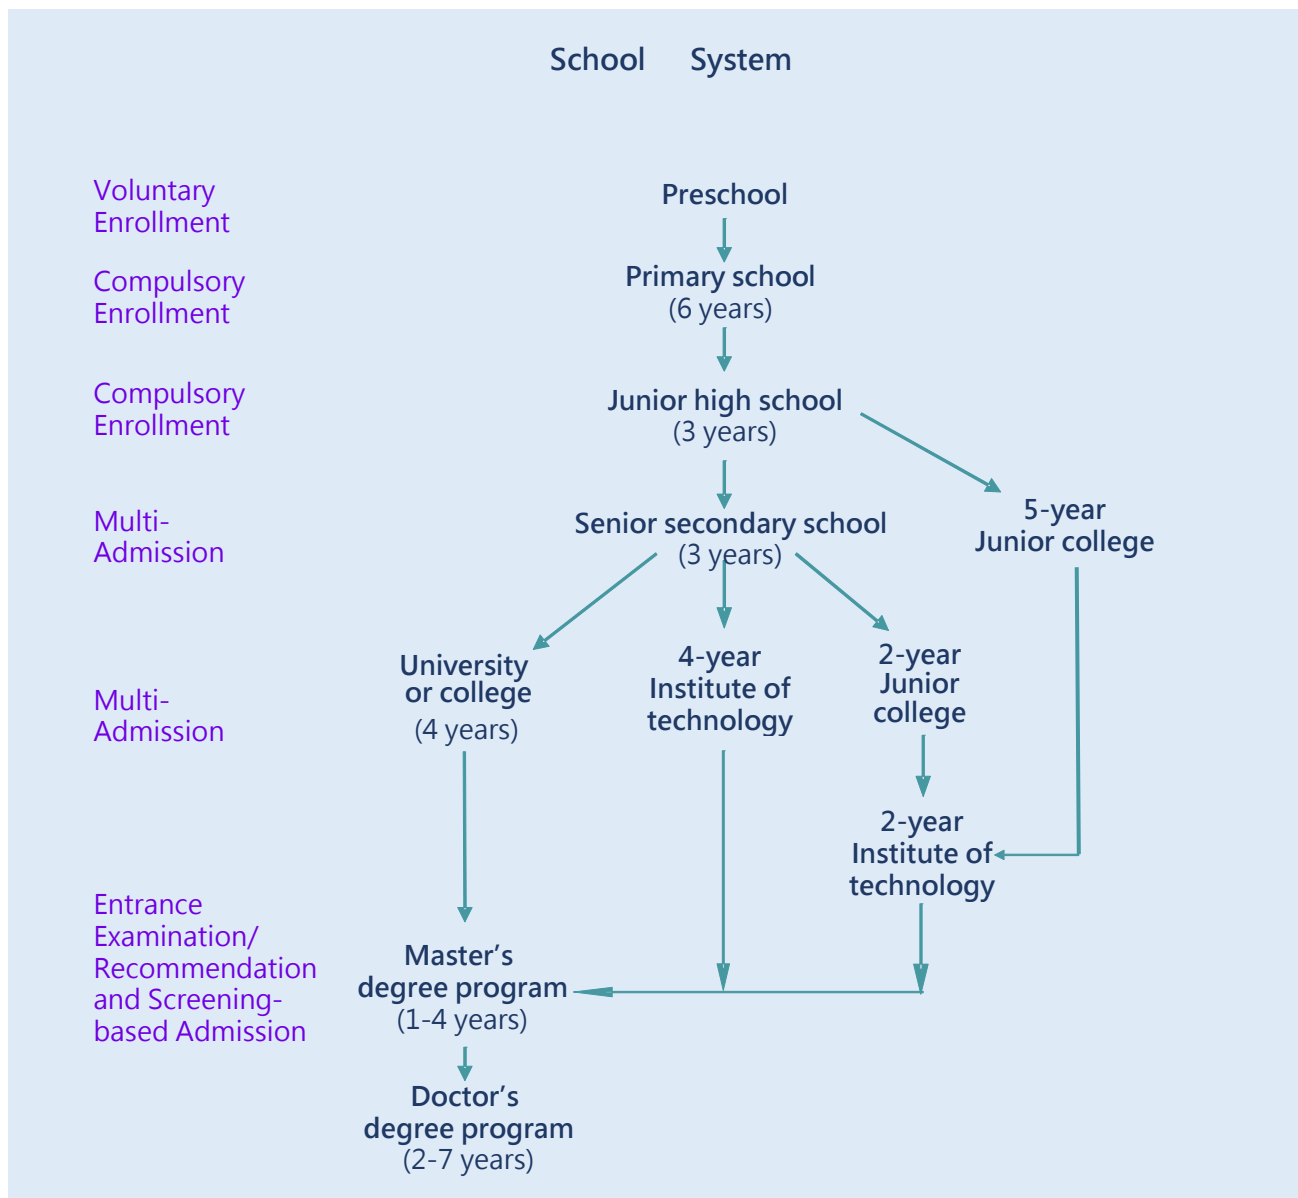 School System
Voluntary
Enrollment
Preschool
Compulsory
Enrollment
Primary school
(6 years)
Compulsory
Enrollment
Junior high school
(3 years)
Multi-
Admission
Senior secondary school
(3 years)
5-year
Junior college
Multi-
Admission
University
or college
(4 years)
4-year
Institute of
technology
2-year
Junior
college
2-year
Institute of
technology
Entrance
Examination/
Recommendation
and Screening-
based Admission
Master’s
degree program
(1-4 years)
Doctor’s
degree program
(2-7 years)